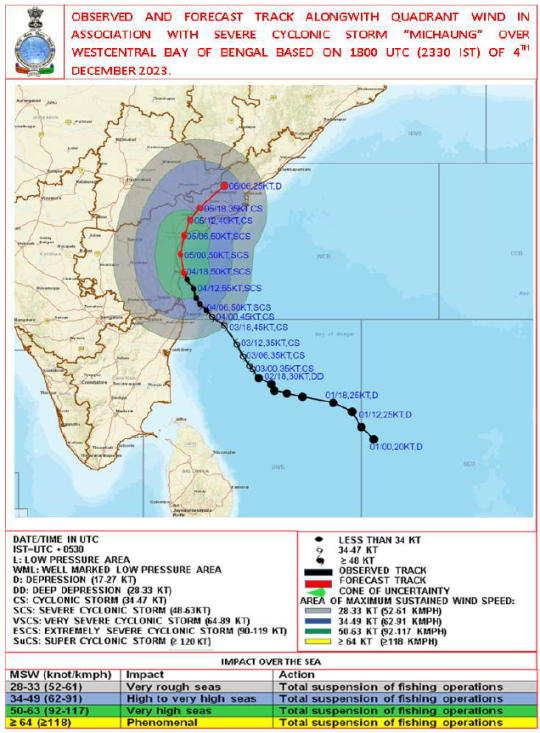 OBSERVED AND FORECAST TRACK ALONGWITH QUADRANT WIND IN
ASSOCIATION WITH SEVERE CYCLONIC STORM "MICHAUNG" OVER
WESTCENTRAL BAY OF BENGAL BASED ON 1800 UTC (2330 IST) OF 4TH
DECEMBER 2023.
06/06,25KT,D
05/18,35KT,CS
05/12,40KT,CS
05/06,50KT,SCS
05/00,50KT,SCS
04/18,50KT,SCS
04/12,55KT,SCS
04/06,50KT,SCS
04/00,45KT,CS
03/18,45KT,CS
Bay of Bengal
03/12,35KT,CS
03/06,35KT,CS
03/00,35KT,CS
02/18,30KT,DD
01/18,25KT,D
01/12,25KT,D
01/00,20KT,D
Coimbatore
SRI LANKA
Colombo
DATE/TIME IN UTC
IST=UTC + 0530
L: LOW PRESSURE AREA
WML: WELL MARKED LOW PRESSURE AREA
D: DEPRESSION (17-27 KT)
DD: DEEP DEPRESSION (28-33 KT)
CS: CYCLONIC STORM (34-47 KT)
SCS: SEVERE CYCLONIC STORM (48-63KT)
VSCS: VERY SEVERE CYCLONIC STORM (64-89 KT)
ESCS: EXTREMELY SEVERE CYCLONIC STORM (90-119 KT)
SuCS: SUPER CYCLONIC STORM (≥ 120 KT)
LESS THAN 34 KT
34-47 KT
≥ 48 KT
OBSERVED TRACK
FORECAST TRACK
CONE OF UNCERTAINTY
AREA OF MAXIMUM SUSTAINED WIND SPEED:
28-33 KT (52-61 KMPH)
34-49 KT (62-91 KMPH)
50-63 KT (92-117 KMPH)
≥ 64 KT (≥118 KMPH)
IMPACT OVER THE SEA
MSW (knot/kmph) Impact Action
28-33 (52-61) Very rough seas Total suspension of fishing operations
34-49 (62-91) High to very high seas Total suspension of fishing operations
50-63 (92-117) Very high seas Total suspension of fishing operations
≥ 64 (≥118) Phenomenal Total suspension of fishing operations